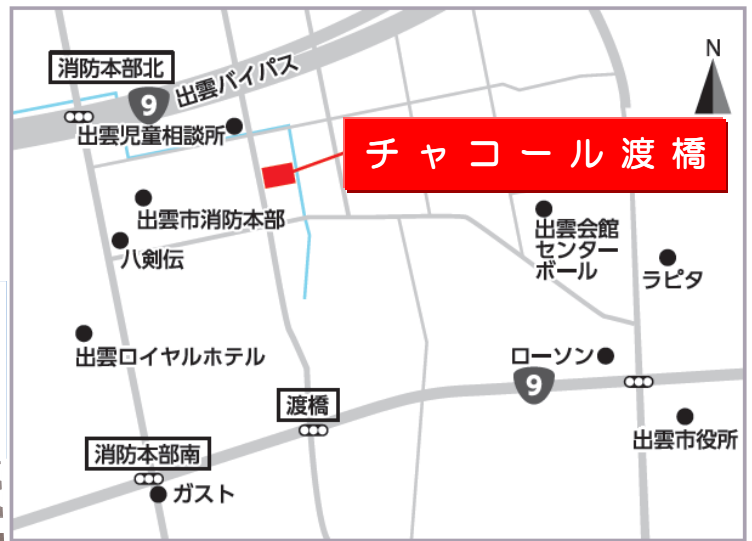 N
消防本部北
9
出雲バイパス
出雲児童相談所
チャコール渡橋
出雲市消防本部
八剣伝
出雲会館
センター
ボール
ラピタ
出雲ロイヤルホテル
ローソン
9
渡橋
出雲市役所
消防本部南
ガスト